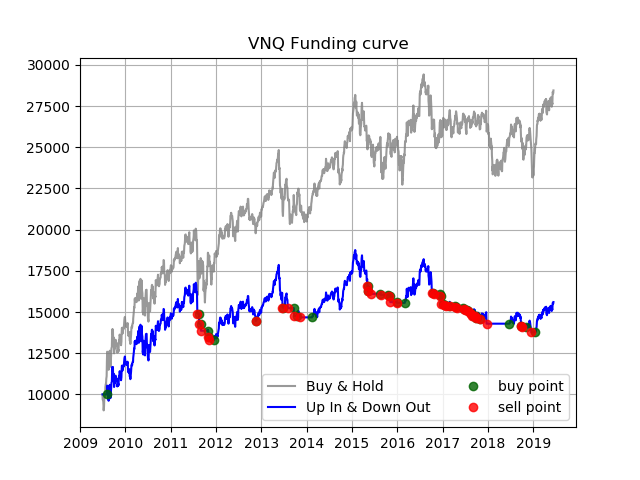 VNQ Funding curve
30000
27500
25000
22500
20000
17500
15000
12500
10000
Buy & Hold
Up In & Down Out
buy point
sell point
2009 2010 2011 2012 2013 2014 2015 2016 2017 2018 2019